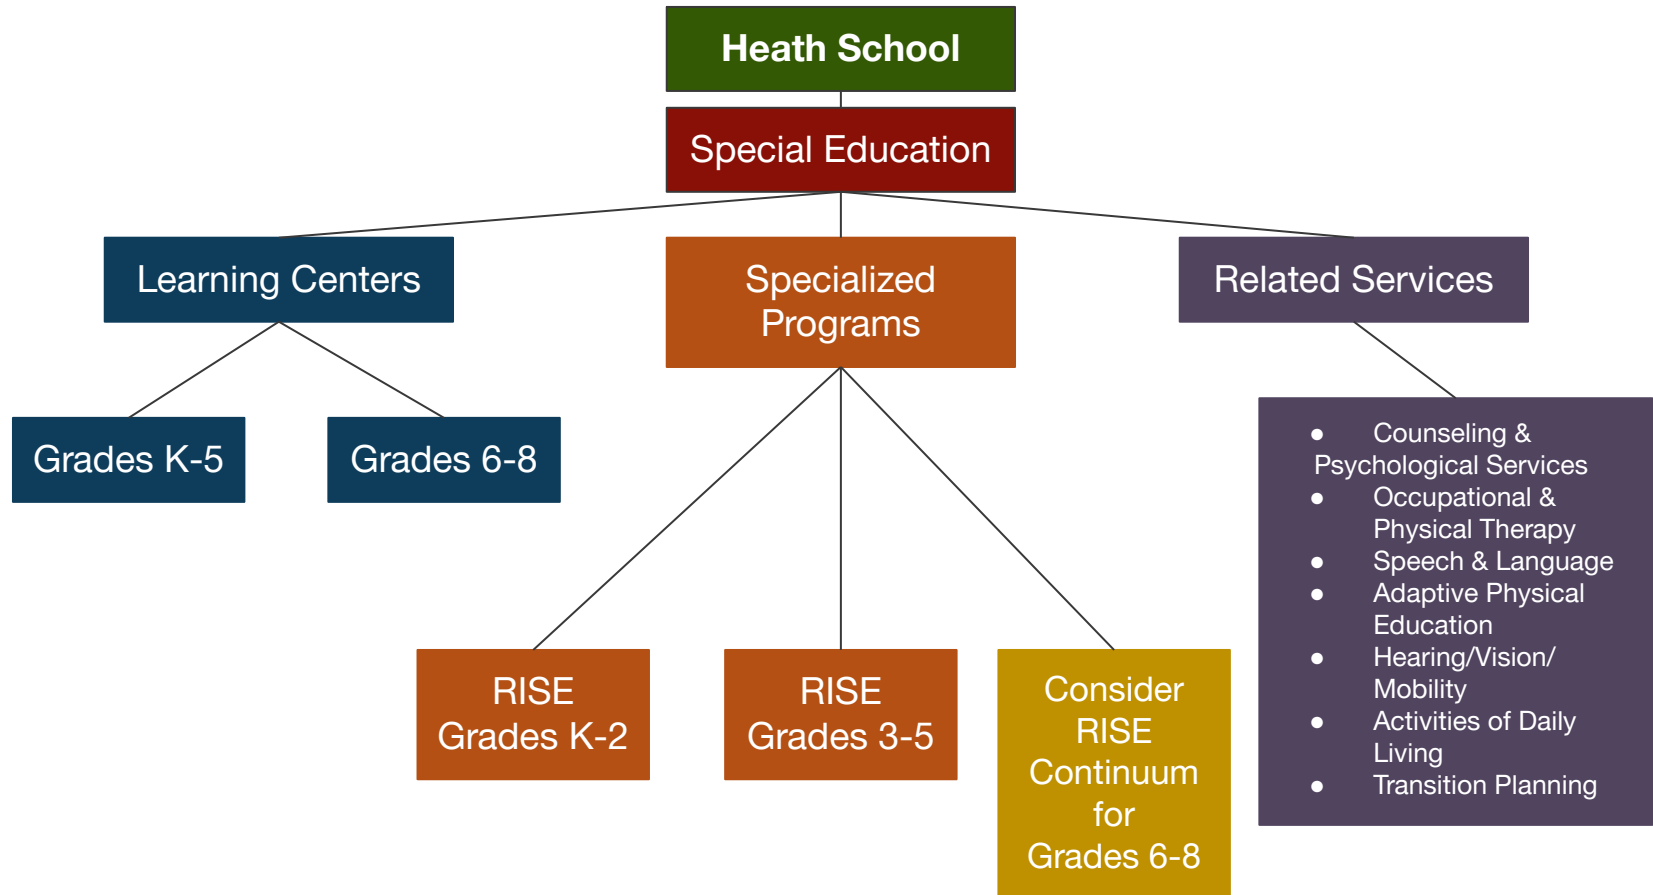 Heath School
Special Education
Learning Centers
Specialized
Programs
Related Services
Grades K-5
Grades 6-8
RISE
Grades K-2
RISE
Grades 3-5
Consider
RISE
Continuum
for
Grades 6-8
● Counseling &
Psychological Services
● Occupational &
Physical Therapy
● Speech & Language
● Adaptive Physical
Education
● Hearing/Vision/
Mobility
● Activities of Daily
Living
● Transition Planning